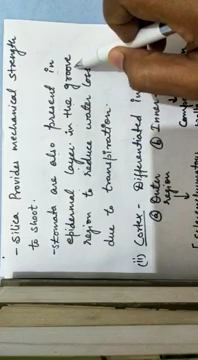 - Silica Provides mechanical strength
to shoot.
- stomata are also present in
epidermal layer in the groove
region to reduce water loss
due to transpiration.
(ii) Cortex - Differentiated in
(a) Outer (b) Inner
region